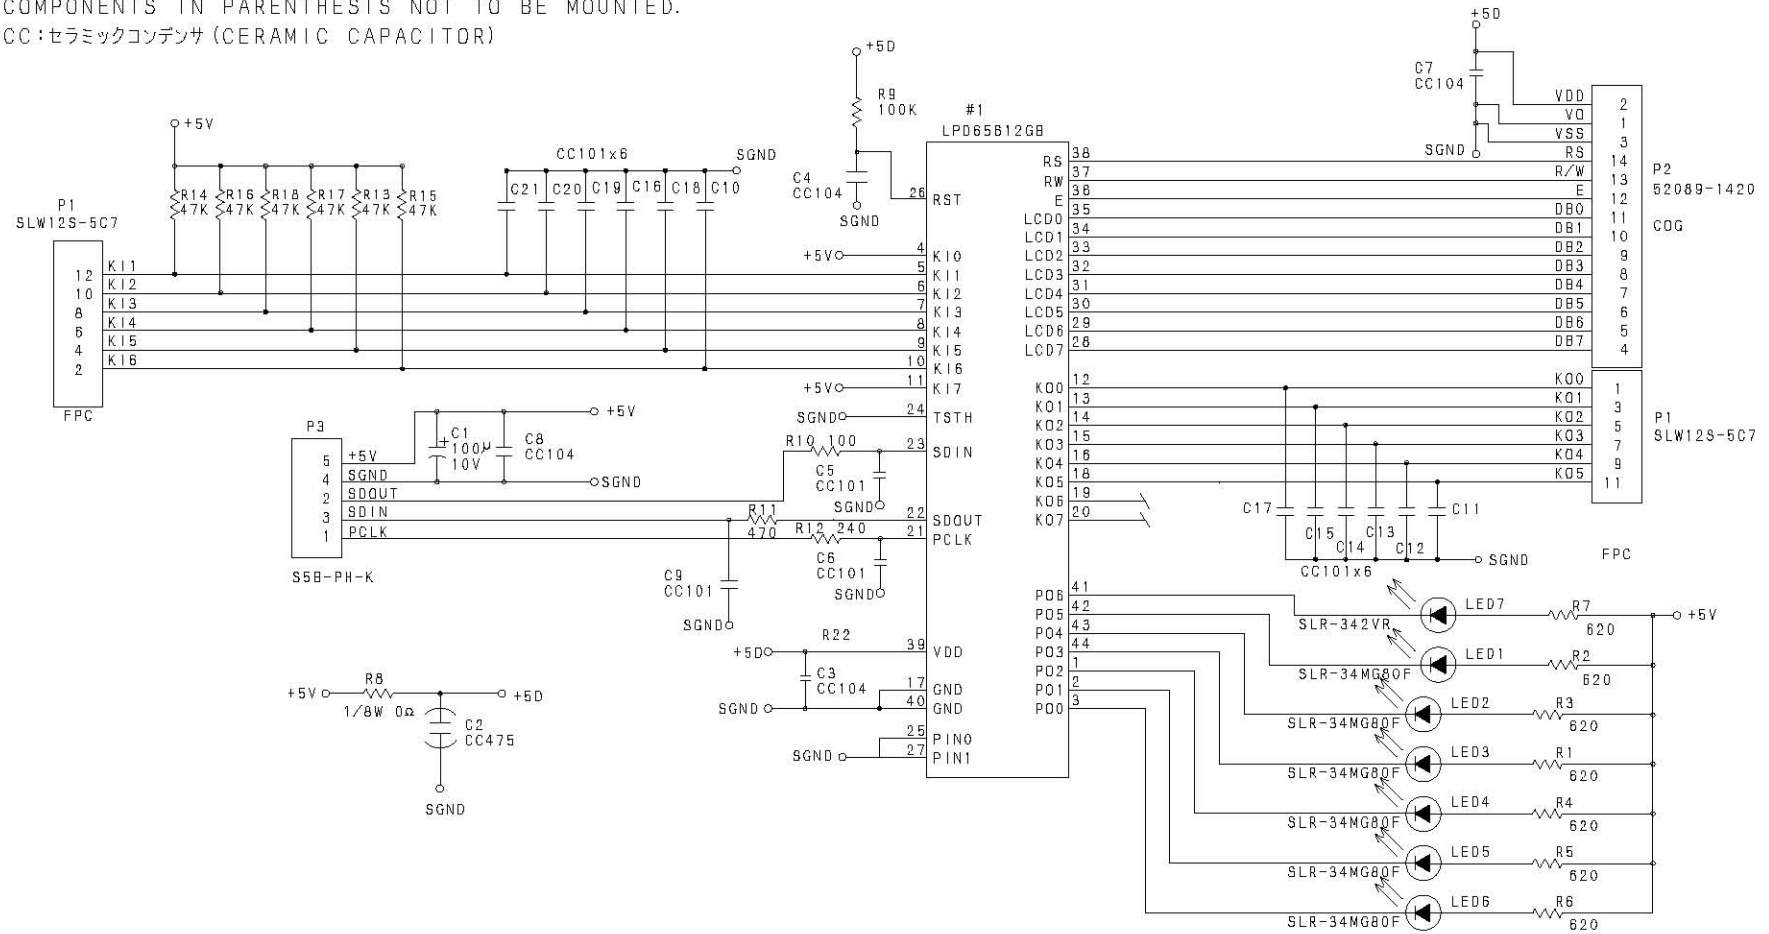 COMPONENTS IN PARENTHESIS NOT TO BE MOUNTED.
CC:セラミックコンデンサ (CERAMIC CAPACITOR)
+5D
C7
CC104
SGND
VDD 2
VO 1
VSS 3
RS 14
R/W 13
E 12
DB0 11
DB1 10
DB2 9
DB3 8
DB4 7
DB5 6
DB6 5
DB7 4
P2
52089-1420
COG
+5D
R9
100K
C4
CC104
SGND
#1
LPD65612GB
+5V
R14
47K
R16
47K
R18
47K
R17
47K
R13
47K
R15
47K
CC101x6
SGND
C21
C20
C19
C16
C18
C10
P1
SLW12S-5C7
12 KI1
10 KI2
8 KI3
6 KI4
4 KI5
2 KI6
FPC
26 RST
+5V 4 KI0
5 KI1
6 KI2
7 KI3
8 KI4
9 KI5
10 KI6
+5V 11 KI7
SGND 24 TSTH
23 SDIN
22 SDOUT
21 PCLK
39 VDD
17 GND
40 GND
25 PIN0
27 PIN1
RS 38
RW 37
E 36
LCD0 35
LCD1 34
LCD2 33
LCD3 32
LCD4 31
LCD5 30
LCD6 29
LCD7 28
KO0 12
KO1 13
KO2 14
KO3 15
KO4 16
KO5 18
KO6 19
KO7 20
PO6 41
PO5 42
PO4 43
PO3 44
PO2 1
PO1 2
PO0 3
KO0 1
KO1 3
KO2 5
KO3 7
KO4 9
KO5 11
P1
SLW12S-5C7
FPC
C17
C15
C14
C13
C12
C11
CC101x6
SGND
P3
5 +5V
4 SGND
2 SDOUT
3 SDIN
1 PCLK
S5B-PH-K
+5V
C1
+
100μ
10V
C8
CC104
SGND
R10 100
C5
CC101
SGND
R11
470
R12 240
C6
CC101
SGND
C9
CC101
SGND
R22
+5D
C3
CC104
SGND
SGND
+5V
R8
1/8W 0Ω
+5D
C2
CC475
SGND
LED7
SLR-342VR
R7
620
+5V
LED1
SLR-34MG80F
R2
620
LED2
SLR-34MG80F
R3
620
LED3
SLR-34MG80F
R1
620
LED4
SLR-34MG80F
R4
620
LED5
SLR-34MG80F
R5
620
LED6
SLR-34MG80F
R6
620